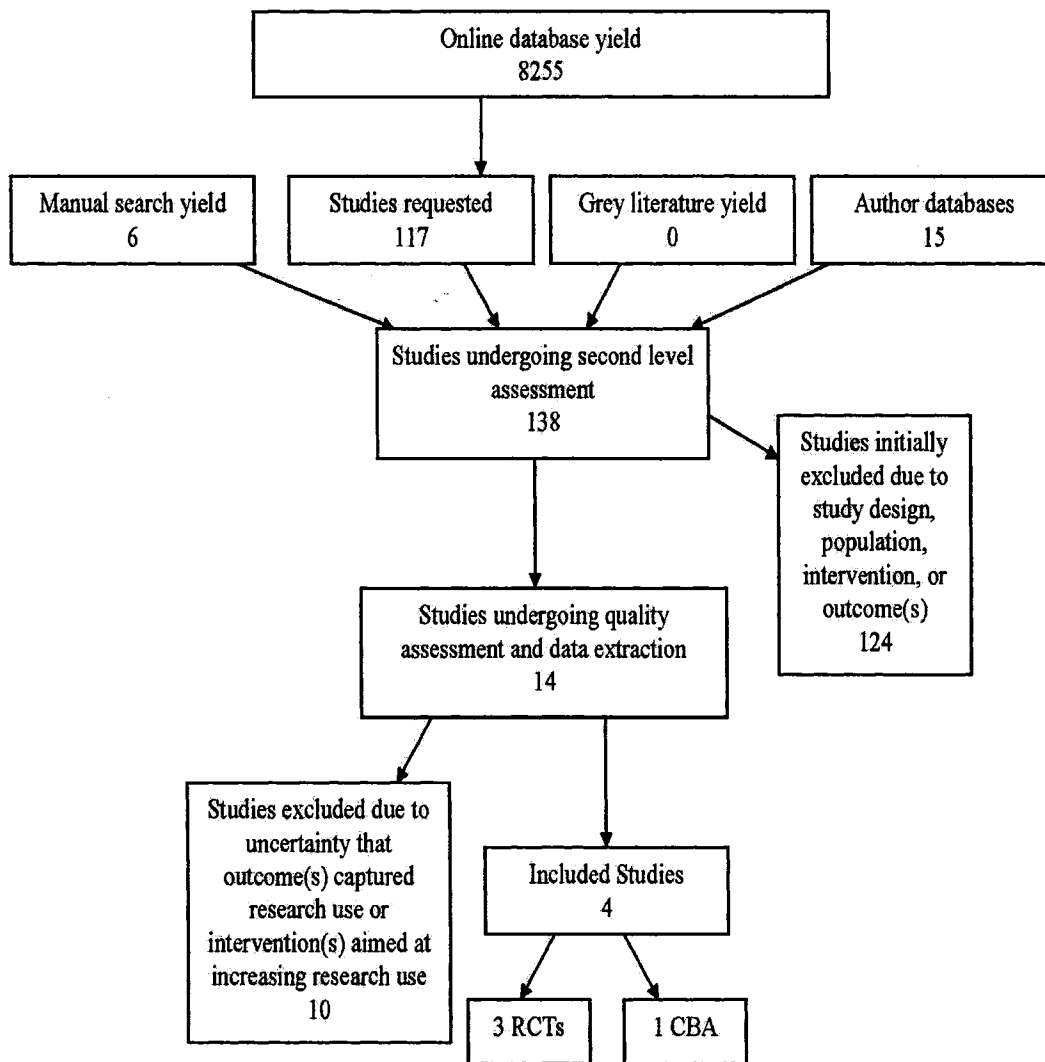 Online database yield
8255
Manual search yield
6
Studies requested
117
Grey literature yield
0
Author databases
15
Studies undergoing second level
assessment
138
Studies initially
excluded due to
study design,
population,
intervention, or
outcome(s)
124
Studies undergoing quality
assessment and data extraction
14
Studies excluded due to
uncertainty that
outcome(s) captured
research use or
intervention(s) aimed at
increasing research use
10
Included Studies
4
3 RCTs
1 CBA